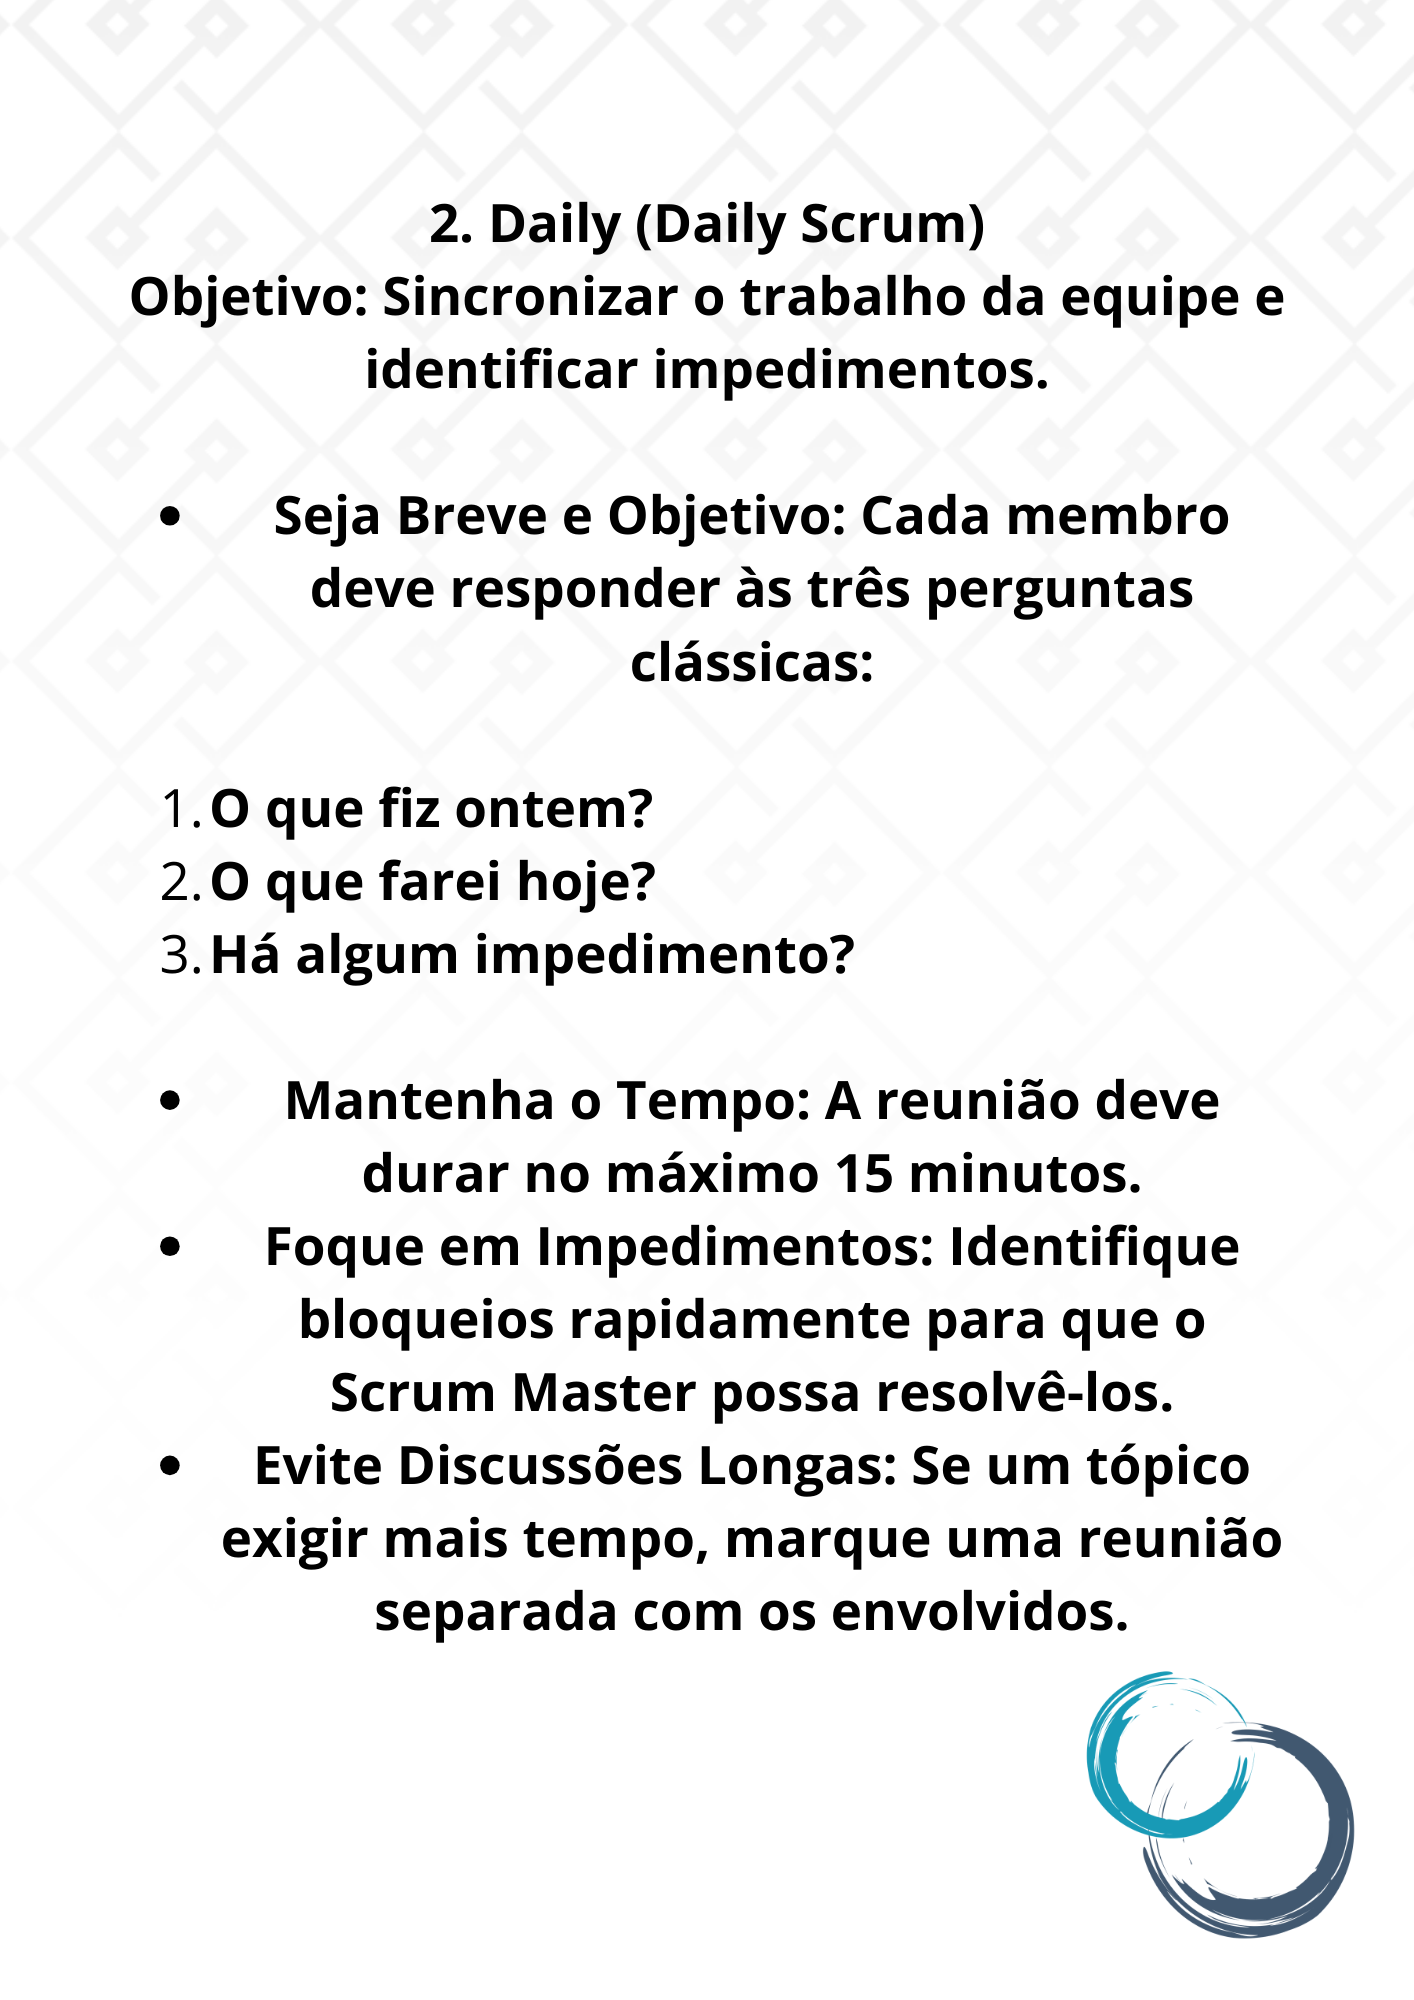 2. Daily (Daily Scrum)
Objetivo: Sincronizar o trabalho da equipe e
identificar impedimentos.
• Seja Breve e Objetivo: Cada membro
deve responder às três perguntas
clássicas:
1. O que fiz ontem?
2. O que farei hoje?
3. Há algum impedimento?
• Mantenha o Tempo: A reunião deve
durar no máximo 15 minutos.
• Foque em Impedimentos: Identifique
bloqueios rapidamente para que o
Scrum Master possa resolvê-los.
• Evite Discussões Longas: Se um tópico
exigir mais tempo, marque uma reunião
separada com os envolvidos.